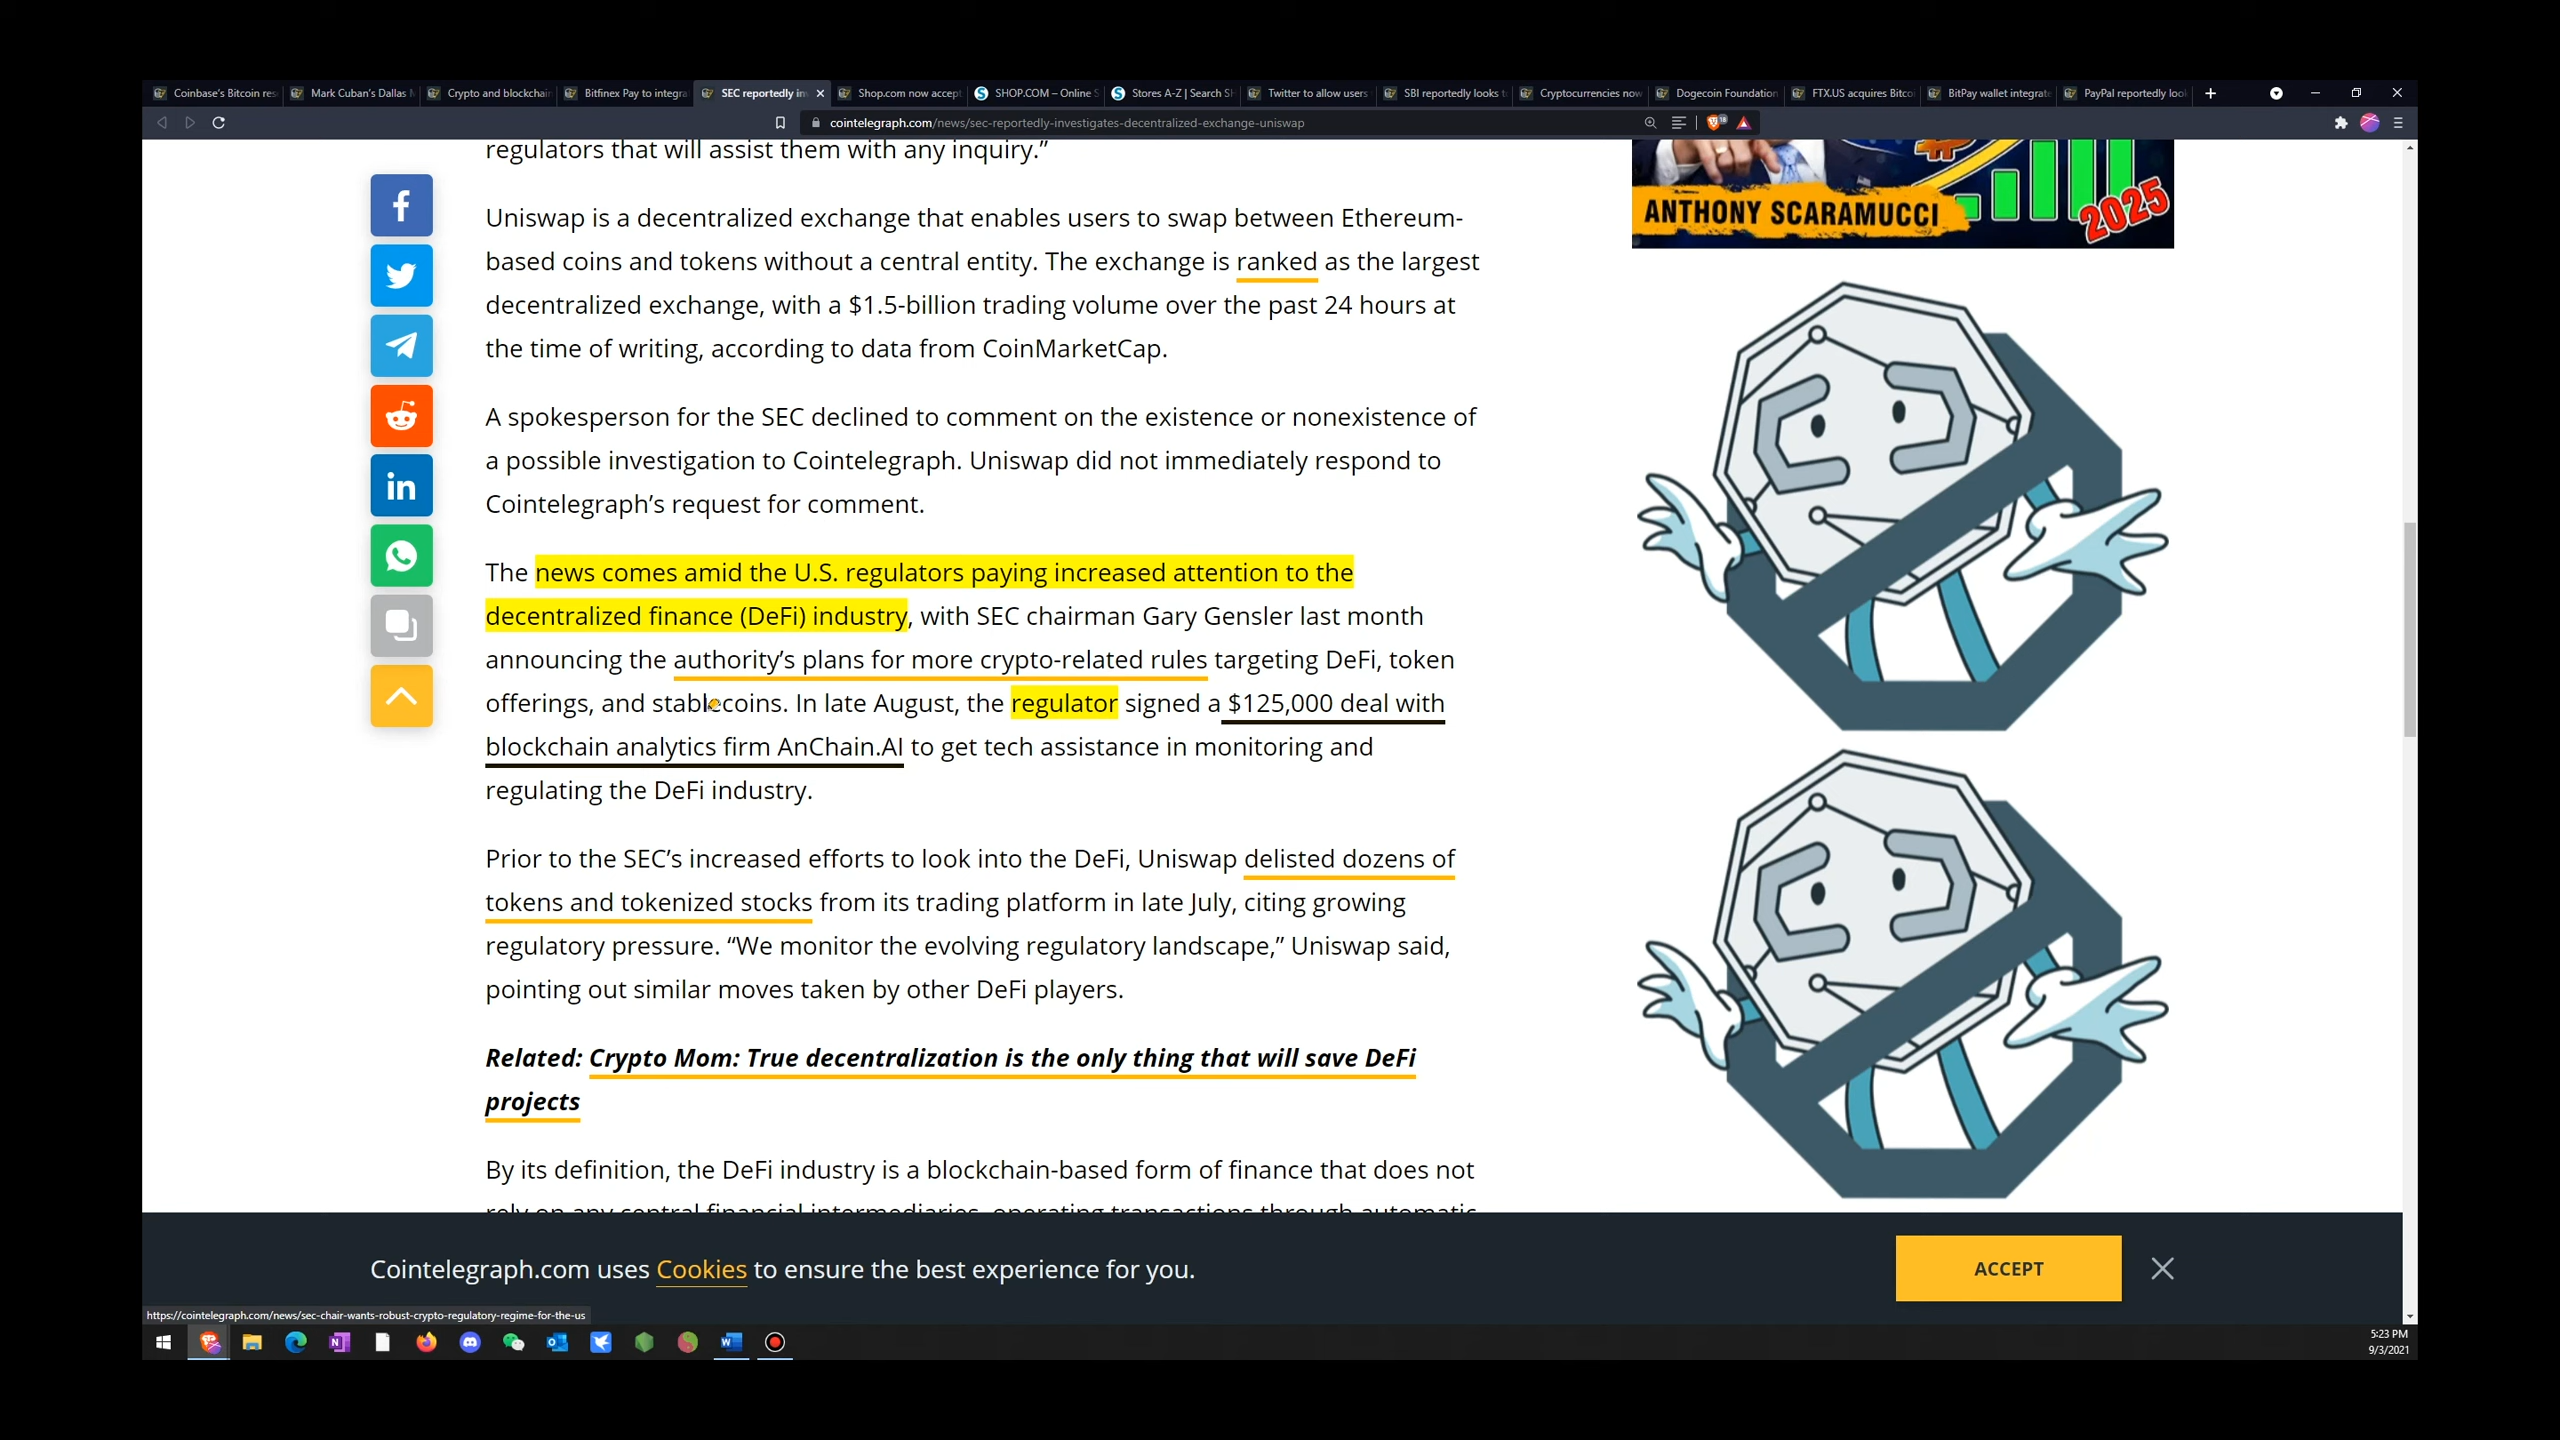 Coinbase's Bitcoin res
Mark Cuban's Dallas
Crypto and blockchain
Bitfinex Pay to integra
SEC reportedly in
Shop.com now accept
SHOP.COM – Online S
Stores A-Z | Search S
Twitter to allow users
SBI reportedly looks t
Cryptocurrencies now
Dogecoin Foundation
FTX.US acquires Bitco
BitPay wallet integrate
PayPal reportedly look
cointelegraph.com/news/sec-reportedly-investigates-decentralized-exchange-uniswap
18
regulators that will assist them with any inquiry.”
ANTHONY SCARAMUCCI
2025
Uniswap is a decentralized exchange that enables users to swap between Ethereum-
based coins and tokens without a central entity. The exchange is ranked as the largest
decentralized exchange, with a $1.5-billion trading volume over the past 24 hours at
the time of writing, according to data from CoinMarketCap.
A spokesperson for the SEC declined to comment on the existence or nonexistence of
a possible investigation to Cointelegraph. Uniswap did not immediately respond to
Cointelegraph’s request for comment.
The news comes amid the U.S. regulators paying increased attention to the
decentralized finance (DeFi) industry, with SEC chairman Gary Gensler last month
announcing the authority’s plans for more crypto-related rules targeting DeFi, token
offerings, and stablecoins. In late August, the regulator signed a $125,000 deal with
blockchain analytics firm AnChain.AI to get tech assistance in monitoring and
regulating the DeFi industry.
Prior to the SEC’s increased efforts to look into the DeFi, Uniswap delisted dozens of
tokens and tokenized stocks from its trading platform in late July, citing growing
regulatory pressure. “We monitor the evolving regulatory landscape,” Uniswap said,
pointing out similar moves taken by other DeFi players.
Related: Crypto Mom: True decentralization is the only thing that will save DeFi
projects
By its definition, the DeFi industry is a blockchain-based form of finance that does not
rely on any central financial intermediaries, operating transactions through automatic
Cointelegraph.com uses Cookies to ensure the best experience for you.
ACCEPT
https://cointelegraph.com/news/sec-chair-wants-robust-crypto-regulatory-regime-for-the-us
5:23 PM
9/3/2021